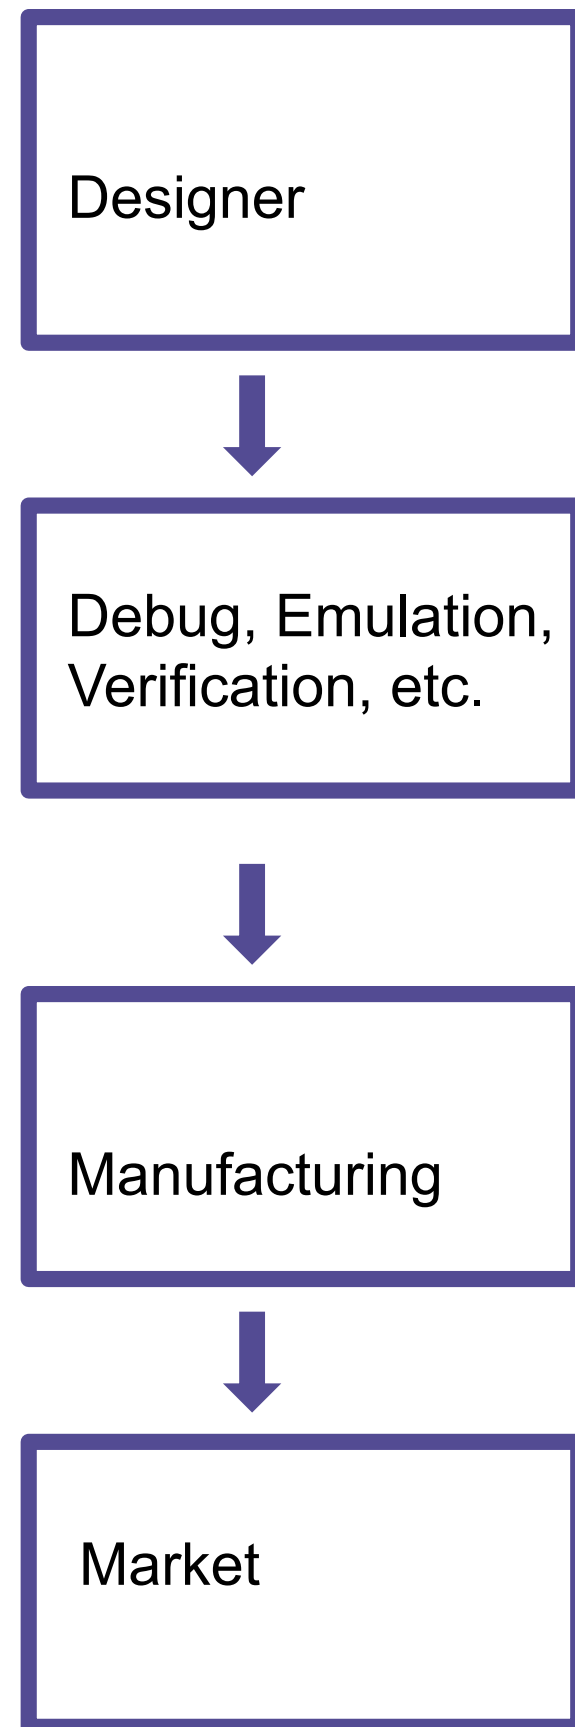 Designer
Debug, Emulation,
Verification, etc.
Manufacturing
Market